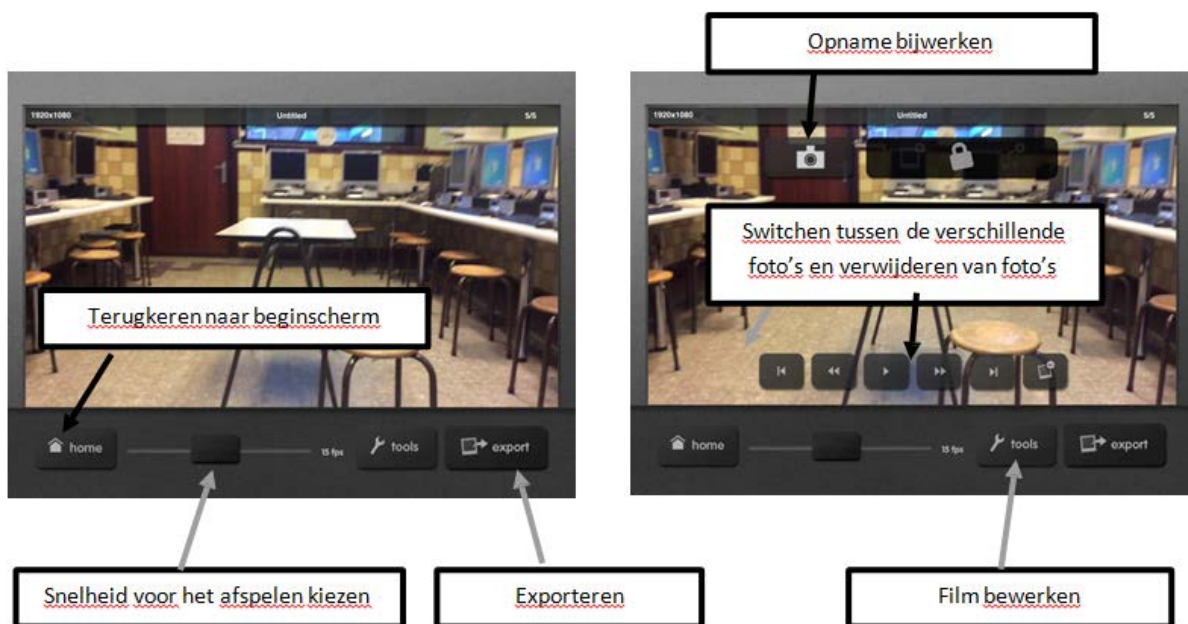 Opname bijwerken
1920x1080 Untitled 5/5
Terugkeren naar beginscherm
home 15 fps tools export
Snelheid voor het afspelen kiezen
Exporteren
1920x1080 Untitled 5/5
Switchen tussen de verschillende
foto's en verwijderen van foto's
home 15 fps tools export
Film bewerken